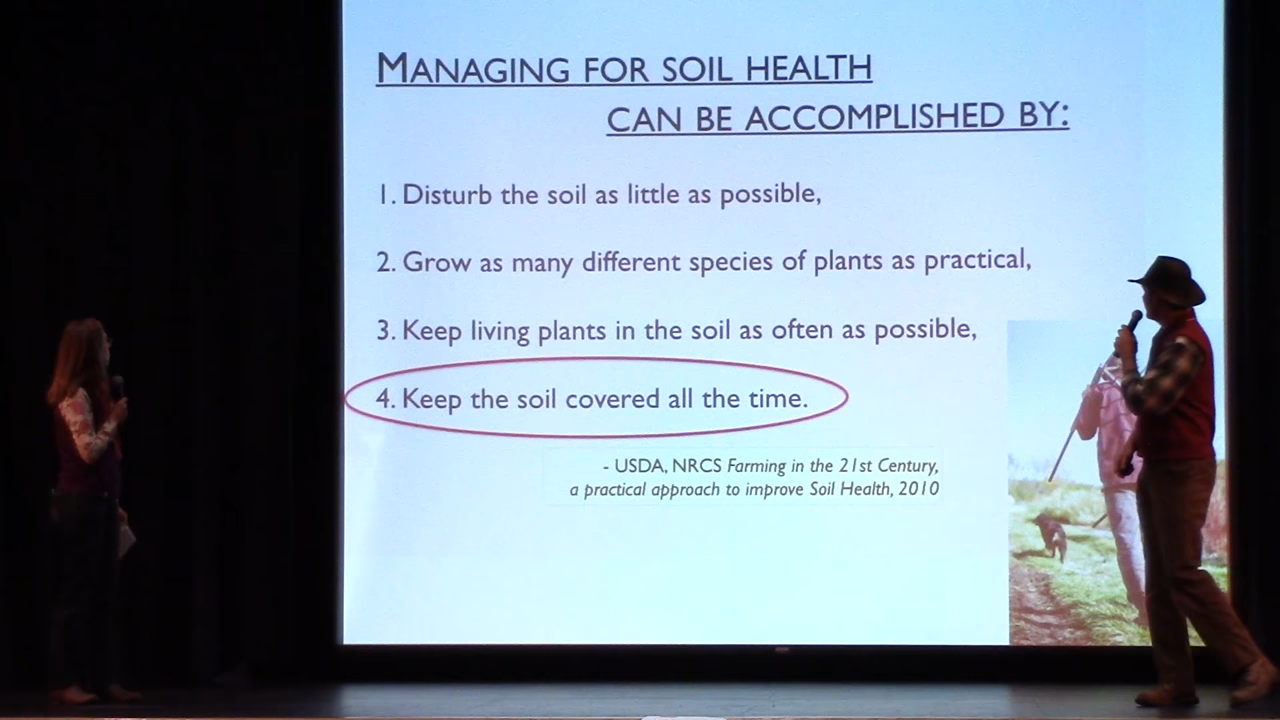 MANAGING FOR SOIL HEALTH
CAN BE ACCOMPLISHED BY:
1. Disturb the soil as little as possible,
2. Grow as many different species of plants as practical,
3. Keep living plants in the soil as often as possible,
4. Keep the soil covered all the time.
- USDA, NRCS Farming in the 21st Century,
a practical approach to improve Soil Health, 2010